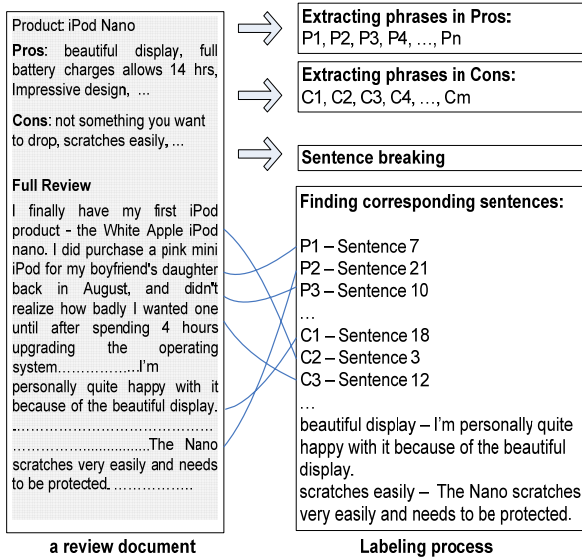 Product: iPod Nano
Pros: beautiful display, full
battery charges allows 14 hrs,
Impressive design, ...
Cons: not something you want
to drop, scratches easily, ...
Full Review
I finally have my first iPod
product - the White Apple iPod
nano. I did purchase a pink mini
iPod for my boyfriend's daughter
back in August, and didn't
realize how badly I wanted one
until after spending 4 hours
upgrading the operating
system....................I'm
personally quite happy with it
because of the beautiful display.
.......................................
................................The Nano
scratches very easily and needs
to be protected. ..................
a review document
Extracting phrases in Pros:
P1, P2, P3, P4, ..., Pn
Extracting phrases in Cons:
C1, C2, C3, C4, ..., Cm
Sentence breaking
Finding corresponding sentences:
P1 – Sentence 7
P2 – Sentence 21
P3 – Sentence 10
...
C1 – Sentence 18
C2 – Sentence 3
C3 – Sentence 12
...
beautiful display – I'm personally quite
happy with it because of the beautiful
display.
scratches easily – The Nano scratches
very easily and needs to be protected.
Labeling process